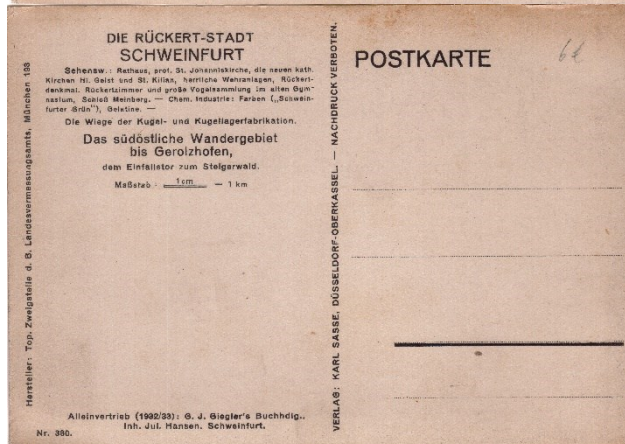 DIE RÜCKERT-STADT
SCHWEINFURT
Sehensw.: Rathaus, prot. St. Johanniskirche, die neuen kath.
Kirchen Hl. Geist und St. Kilian, herrliche Wehranlagen, Rückert-
denkmal, Rückertzimmer und große Vogelsammlung im alten Gym-
nasium, Schloß Meinberg. — Chem. Industrie: Farben („Schwein-
furter Grün"), Gelatine. —
Die Wiege der Kugel- und Kugellagerfabrikation.
Das südöstliche Wandergebiet
bis Gerolzhofen,
dem Einfallstor zum Steigerwald.
Maßstab: 1 cm — 1 km
Alleinvertrieb (1932/33): G. J. Giegler's Buchhdlg.,
Inh. Jul. Hansen, Schweinfurt.
Nr. 380.
Hersteller: Top. Zweigstelle d. B. Landesvermessungsamts, München 193
VERLAG: KARL SASSE, DÜSSELDORF-OBERKASSEL. — NACHDRUCK VERBOTEN.
POSTKARTE